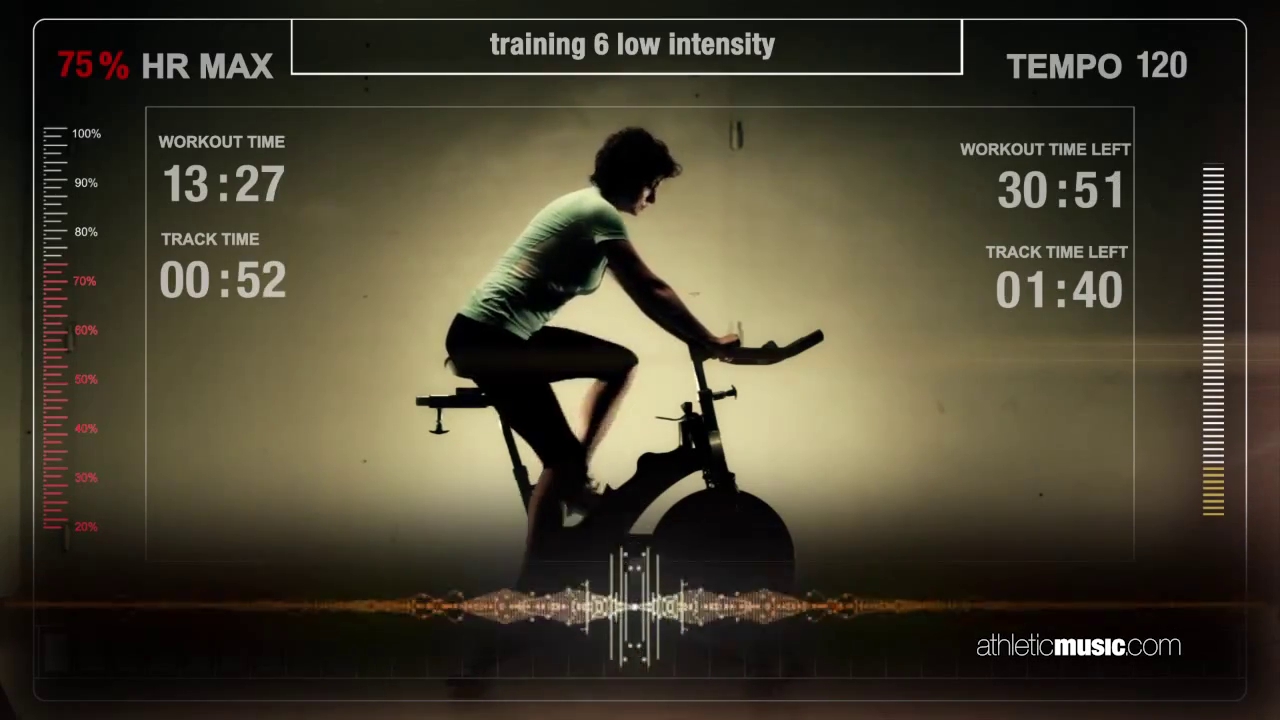 training 6 low intensity
75% HR MAX
TEMPO 120
WORKOUT TIME
13:27
TRACK TIME
00:52
WORKOUT TIME LEFT
30:51
TRACK TIME LEFT
01:40
100%
90%
80%
70%
60%
50%
40%
30%
20%
athleticmusic.com